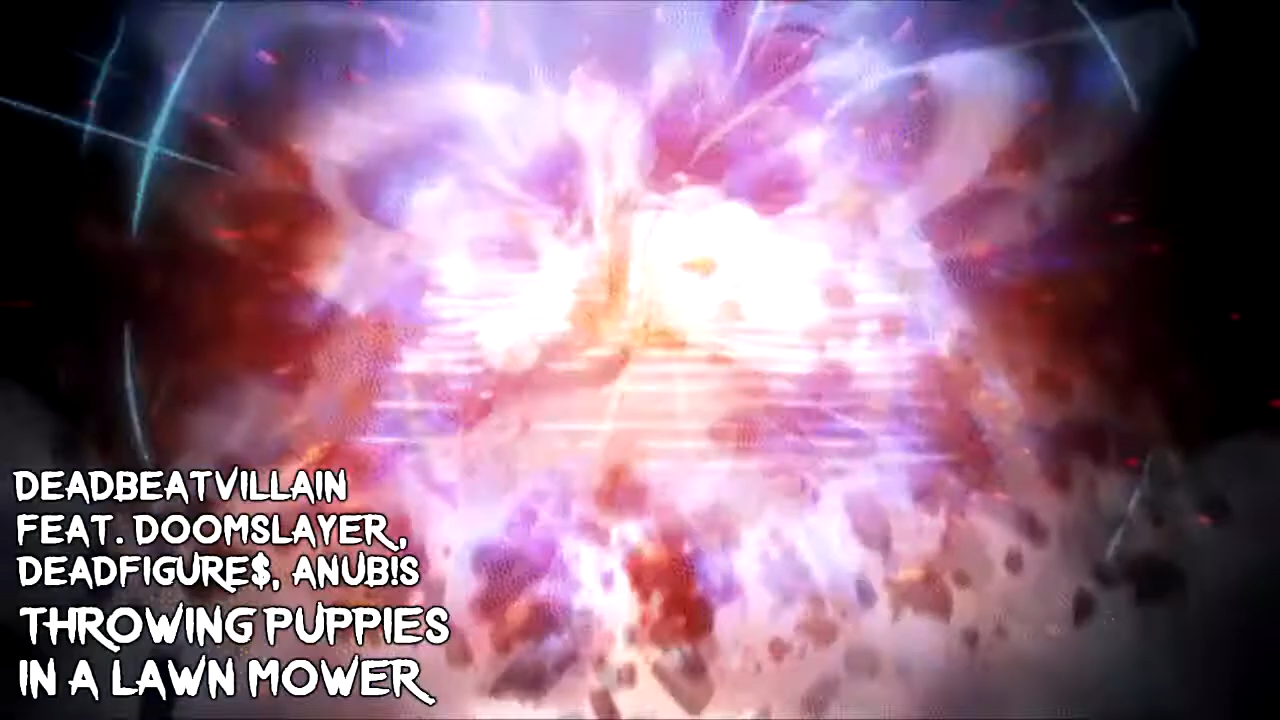 DEADBEATVILLAIN
FEAT. DOOMSLAYER,
DEADFIGURE$, ANUB!S
THROWING PUPPIES
IN A LAWN MOWER